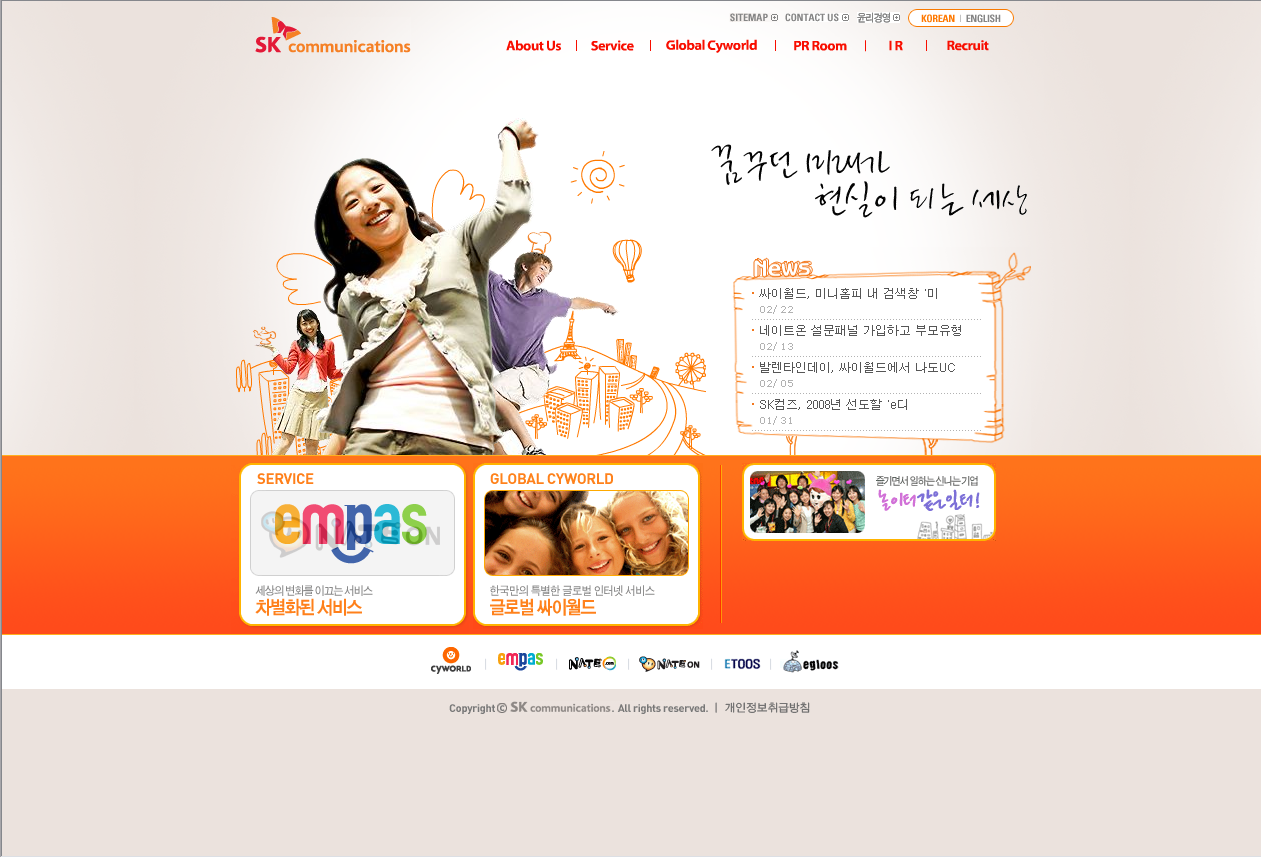 SITEMAP CONTACT US 윤리경영 KOREAN | ENGLISH
SK communications
About Us Service Global Cyworld PR Room I R Recruit
꿈꾸던 미래가
현실이 되는 세상
News
싸이월드, 미니홈피 내 검색창 '미
02/22
네이트온 설문패널 가입하고 부모유형
02/13
발렌타인데이, 싸이월드에서 나도UC
02/05
SK컴즈, 2008년 선도할 'e디
01/31
SERVICE
empas
NATEON
세상의 변화를 이끄는 서비스
차별화된 서비스
GLOBAL CYWORLD
한국만의 특별한 글로벌 인터넷 서비스
글로벌 싸이월드
즐기면서 일하는 신나는 기업
놀이터같은 일터!
CYWORLD empas NATE.com NATEON ETOOS egloos
Copyright© SK communications. All rights reserved. | 개인정보취급방침